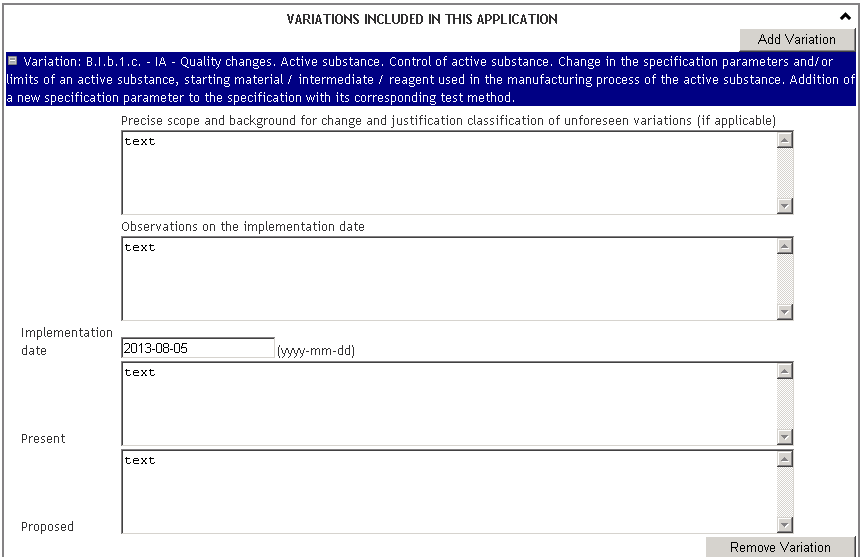 VARIATIONS INCLUDED IN THIS APPLICATION
Add Variation
Variation: B.I.b.1.c. - IA - Quality changes. Active substance. Control of active substance. Change in the specification parameters and/or
limits of an active substance, starting material / intermediate / reagent used in the manufacturing process of the active substance. Addition of
a new specification parameter to the specification with its corresponding test method.
Precise scope and background for change and justification classification of unforeseen variations (if applicable)
text
Observations on the implementation date
text
Implementation
date
2013-08-05 (yyyy-mm-dd)
text
Present
text
Proposed
Remove Variation